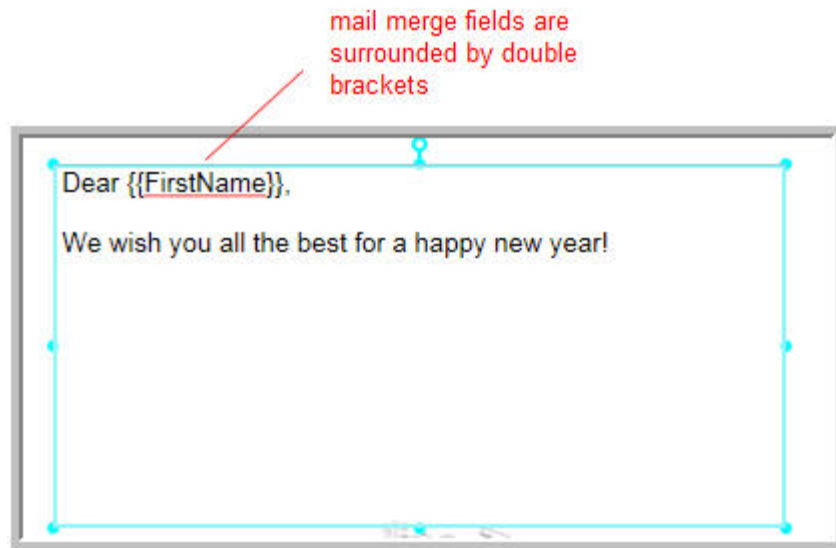 mail merge fields are
surrounded by double
brackets
Dear {{FirstName}},
We wish you all the best for a happy new year!